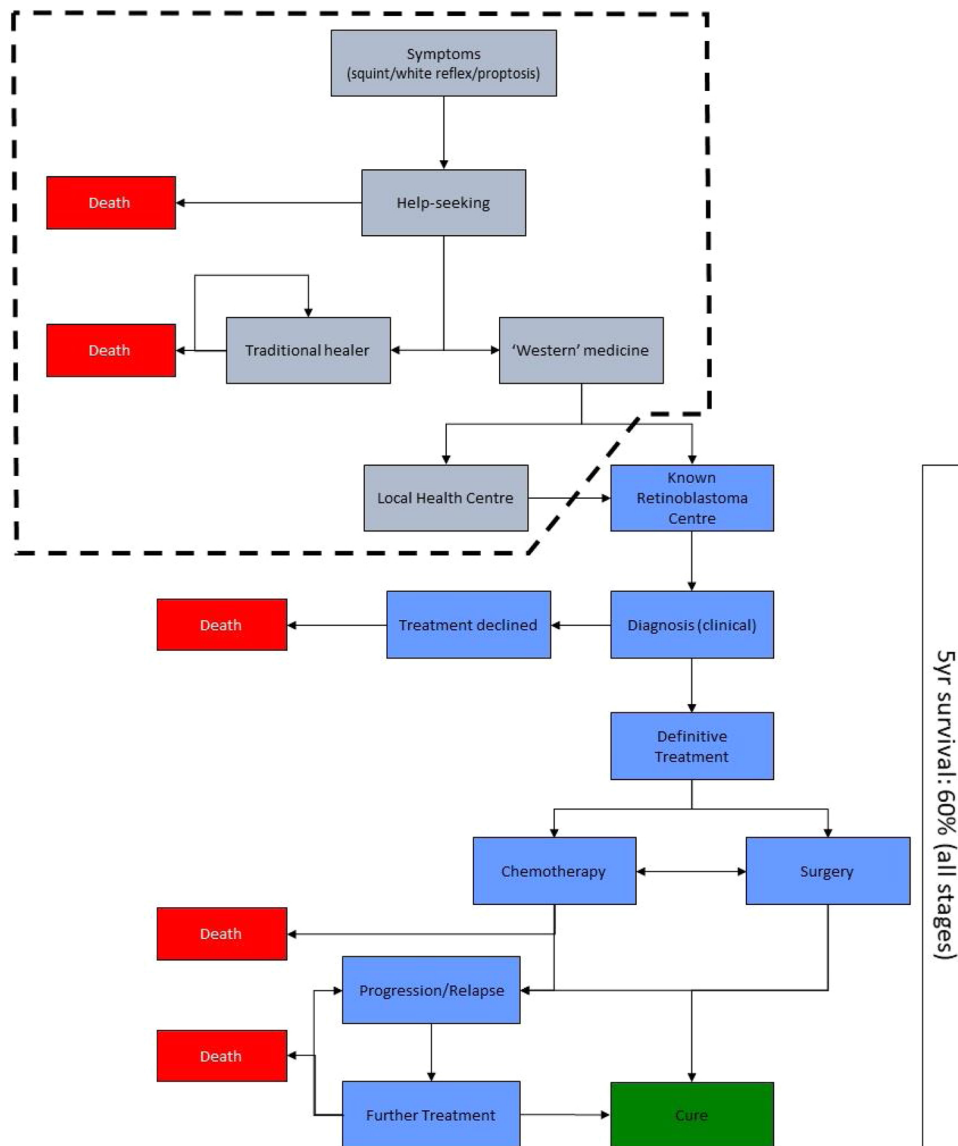 Symptoms
(squint/white reflex/proptosis)
Death
Help-seeking
Death
Traditional healer
‘Western’ medicine
Local Health Centre
Known
Retinoblastoma
Centre
Death
Treatment declined
Diagnosis (clinical)
Definitive
Treatment
Chemotherapy
Surgery
Death
Progression/Relapse
Death
Further Treatment
Cure
5yr survival: 60% (all stages)